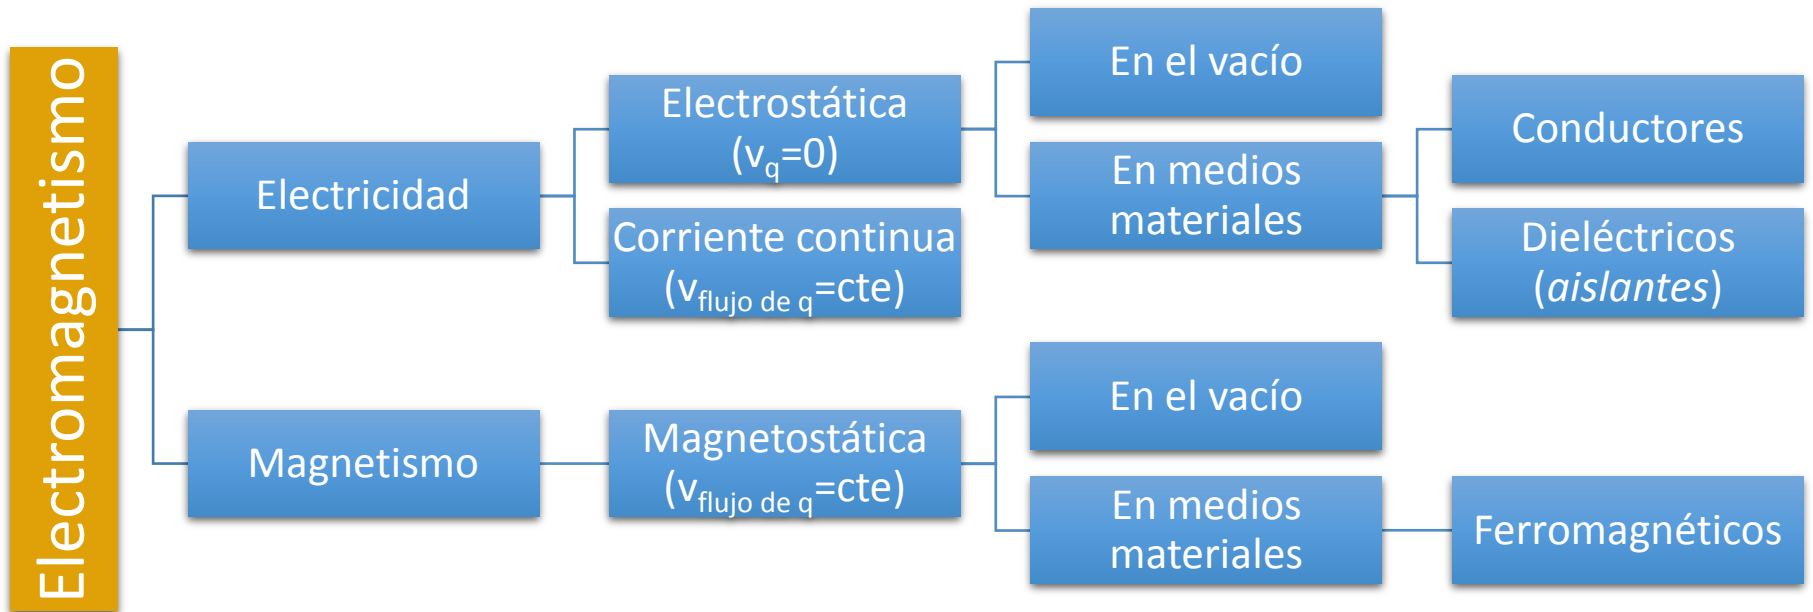 Electromagnetismo
Electricidad
Electrostática
(vq=0)
Corriente continua
(vflujo de q=cte)
En el vacío
En medios
materiales
Conductores
Dieléctricos
(aislantes)
Magnetismo
Magnetostática
(vflujo de q=cte)
En el vacío
En medios
materiales
Ferromagnéticos